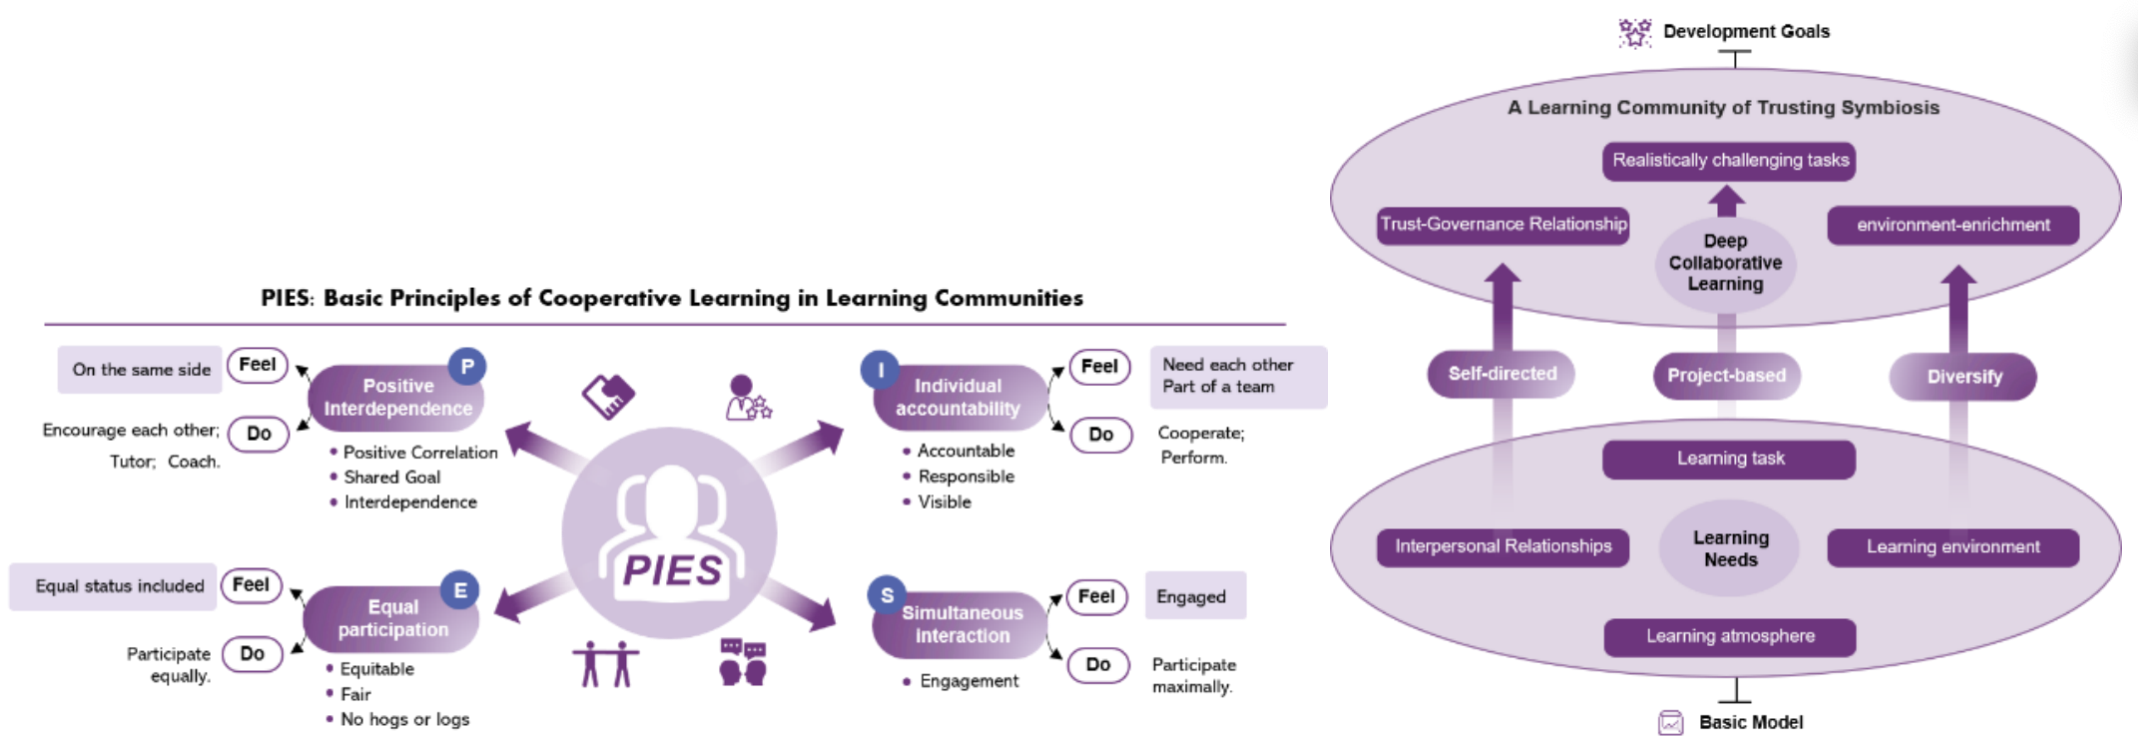 PIES: Basic Principles of Cooperative Learning in Learning Communities
On the same side
Feel
Encourage each other;
Tutor; Coach.
Do
P
Positive
Interdependence
• Positive Correlation
• Shared Goal
• Interdependence
I
Individual
accountability
• Accountable
• Responsible
• Visible
Feel
Need each other
Part of a team
Do
Cooperate;
Perform.
PIES
Equal status included
Feel
Participate
equally.
Do
E
Equal
participation
• Equitable
• Fair
• No hogs or logs
S
Simultaneous
interaction
• Engagement
Feel
Engaged
Do
Participate
maximally.
Development Goals
A Learning Community of Trusting Symbiosis
Realistically challenging tasks
Trust-Governance Relationship
environment-enrichment
Deep
Collaborative
Learning
Self-directed
Project-based
Diversify
Learning task
Interpersonal Relationships
Learning
Needs
Learning environment
Learning atmosphere
Basic Model